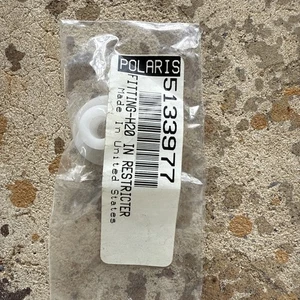 POLARIS
5133977
FITTING-H20 IN RESTRICTER
Made In United States